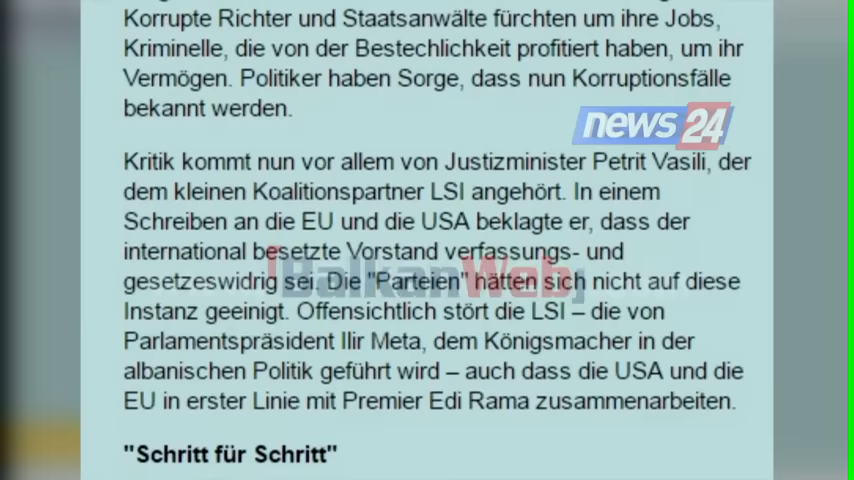 Korrupte Richter und Staatsanwälte fürchten um ihre Jobs,
Kriminelle, die von der Bestechlichkeit profitiert haben, um ihr
Vermögen. Politiker haben Sorge, dass nun Korruptionsfälle
bekannt werden.
news 24
Kritik kommt nun vor allem von Justizminister Petrit Vasili, der
dem kleinen Koalitionspartner LSI angehört. In einem
Schreiben an die EU und die USA beklagte er, dass der
international besetzte Vorstand verfassungs- und
gesetzeswidrig sei. Die "Parteien" hätten sich nicht auf diese
BalkanWeb
Instanz geeinigt. Offensichtlich stört die LSI – die von
Parlamentspräsident Ilir Meta, dem Königsmacher in der
albanischen Politik geführt wird – auch dass die USA und die
EU in erster Linie mit Premier Edi Rama zusammenarbeiten.
"Schritt für Schritt"